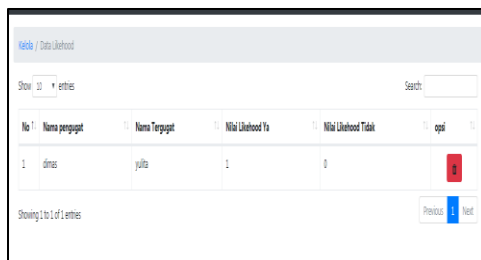 Kelola / Data Likehood
Show 10 entries Search:
No Nama pengugat Nama Tergugat Nilai Likehood Ya Nilai Likehood Tidak opsi
1 dimas yulita 1 0
Showing 1 to 1 of 1 entries Previous 1 Next